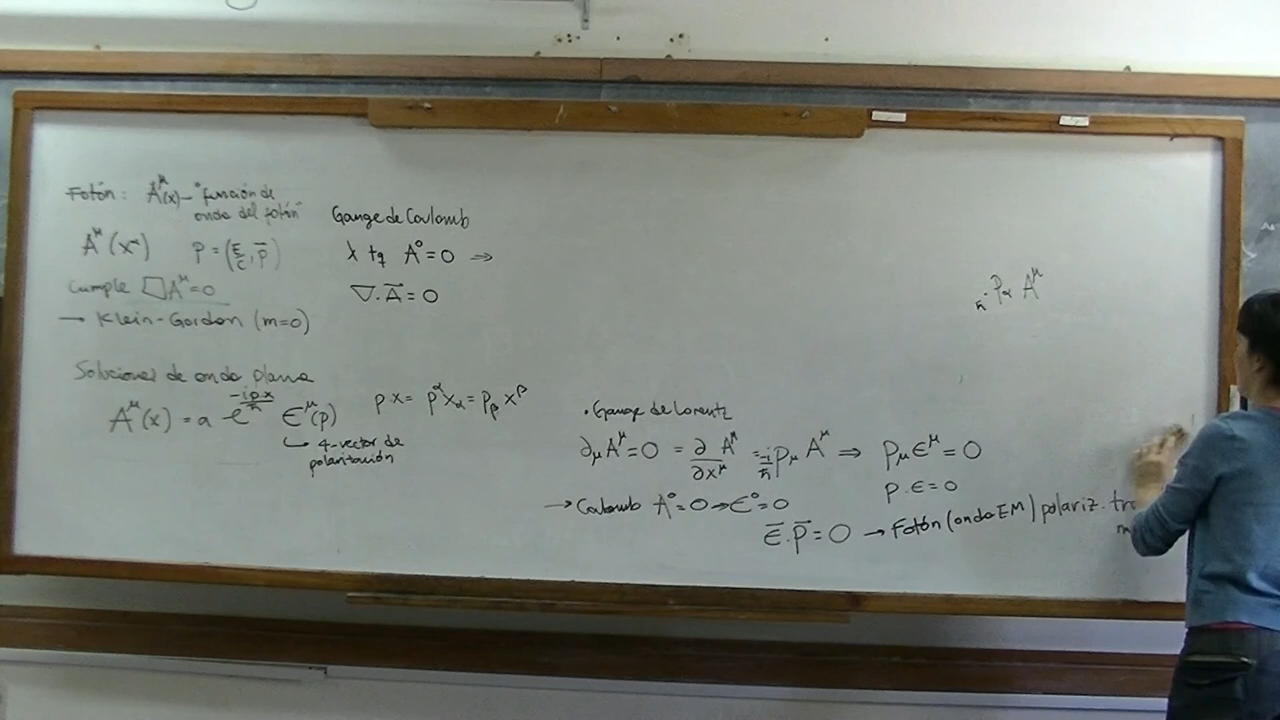 Fotón: A^μ(x) – "función de
onda del fotón"
A^μ(x^α) p = (E/c, p̄)
Cumple □A^μ = 0
→ Klein-Gordon (m=0)
Gauge de Coulomb
λ tq A⁰ = 0 ⇒
∇·Ā = 0
Soluciones de onda plana
A^μ(x) = a e^{-ipx/ħ} ε^μ(p)
↳ 4-vector de
polarización
p x = p^α x_α = p_β x^β
· Gauge de Lorentz
∂_μ A^μ = 0 = ∂/∂x^μ A^μ = -i/ħ p_μ A^μ ⇒ p_μ ε^μ = 0
p · ε = 0
→ Coulomb A⁰ = 0 → ε⁰ = 0
ε̄ · p̄ = 0 → Fotón (onda EM) polariz. tr
P_α A^μ